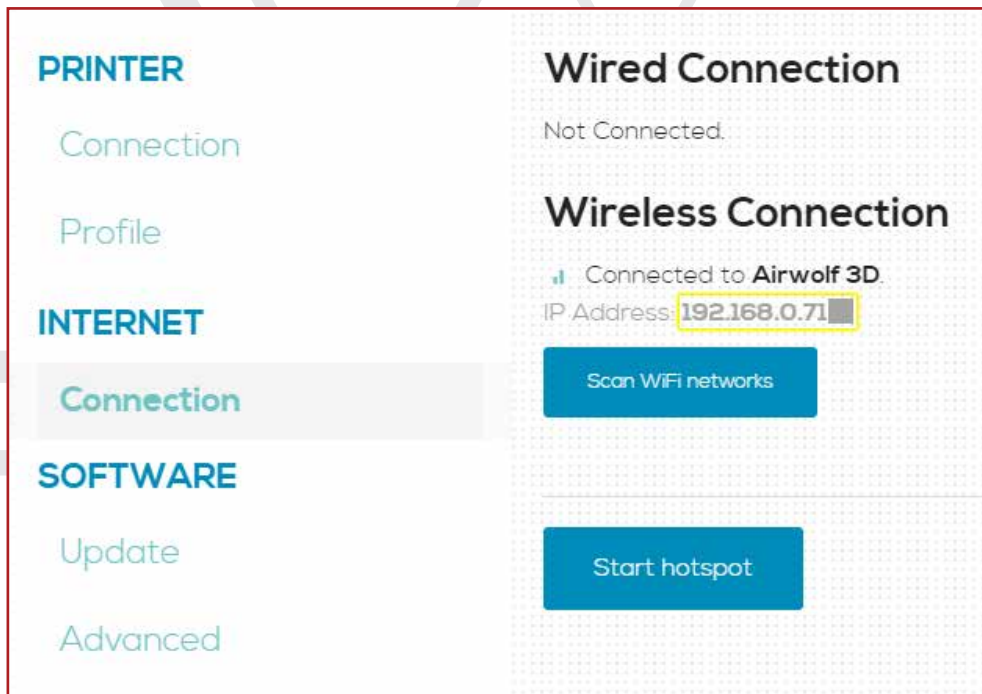 PRINTER
Connection
Profile
INTERNET
Connection
SOFTWARE
Update
Advanced
Wired Connection
Not Connected.
Wireless Connection
Connected to Airwolf 3D.
IP Address: 192.168.0.71
Scan WiFi networks
Start hotspot